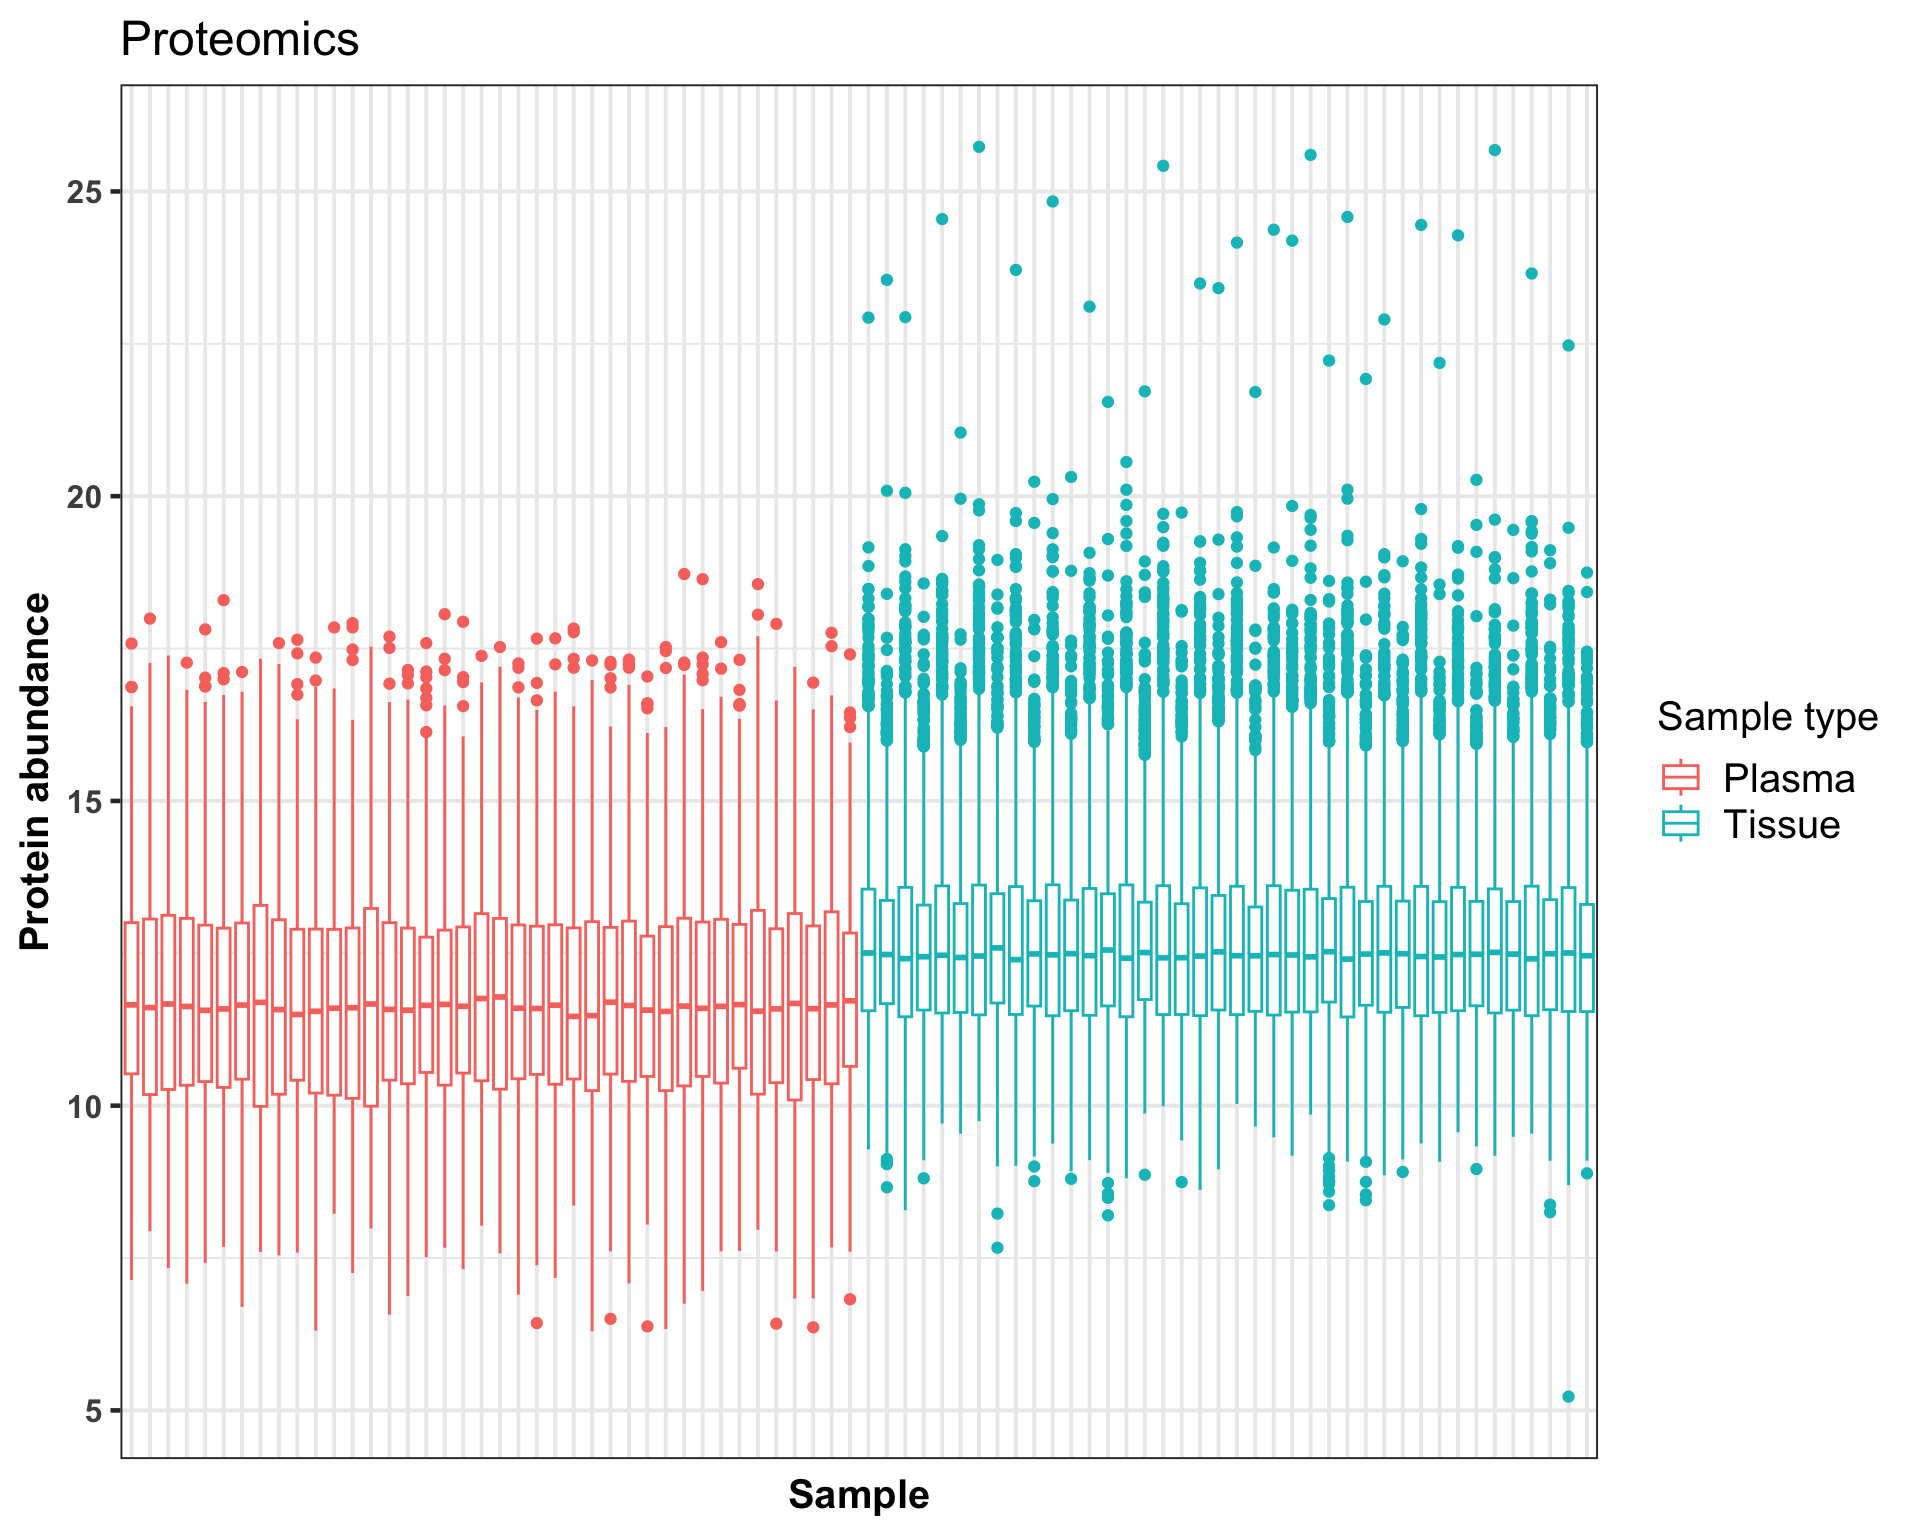 Proteomics
Protein abundance
25
20
15
10
5
Sample
Sample type
Plasma
Tissue